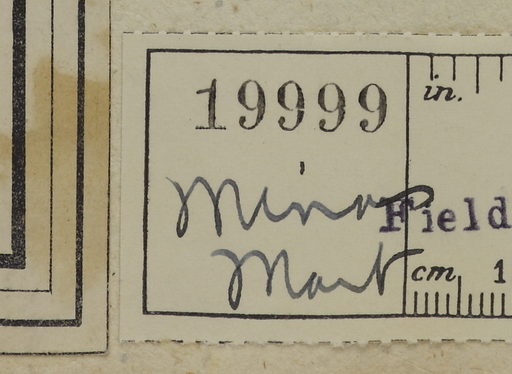 19999
in.
Minor
Field
Mart
cm 1